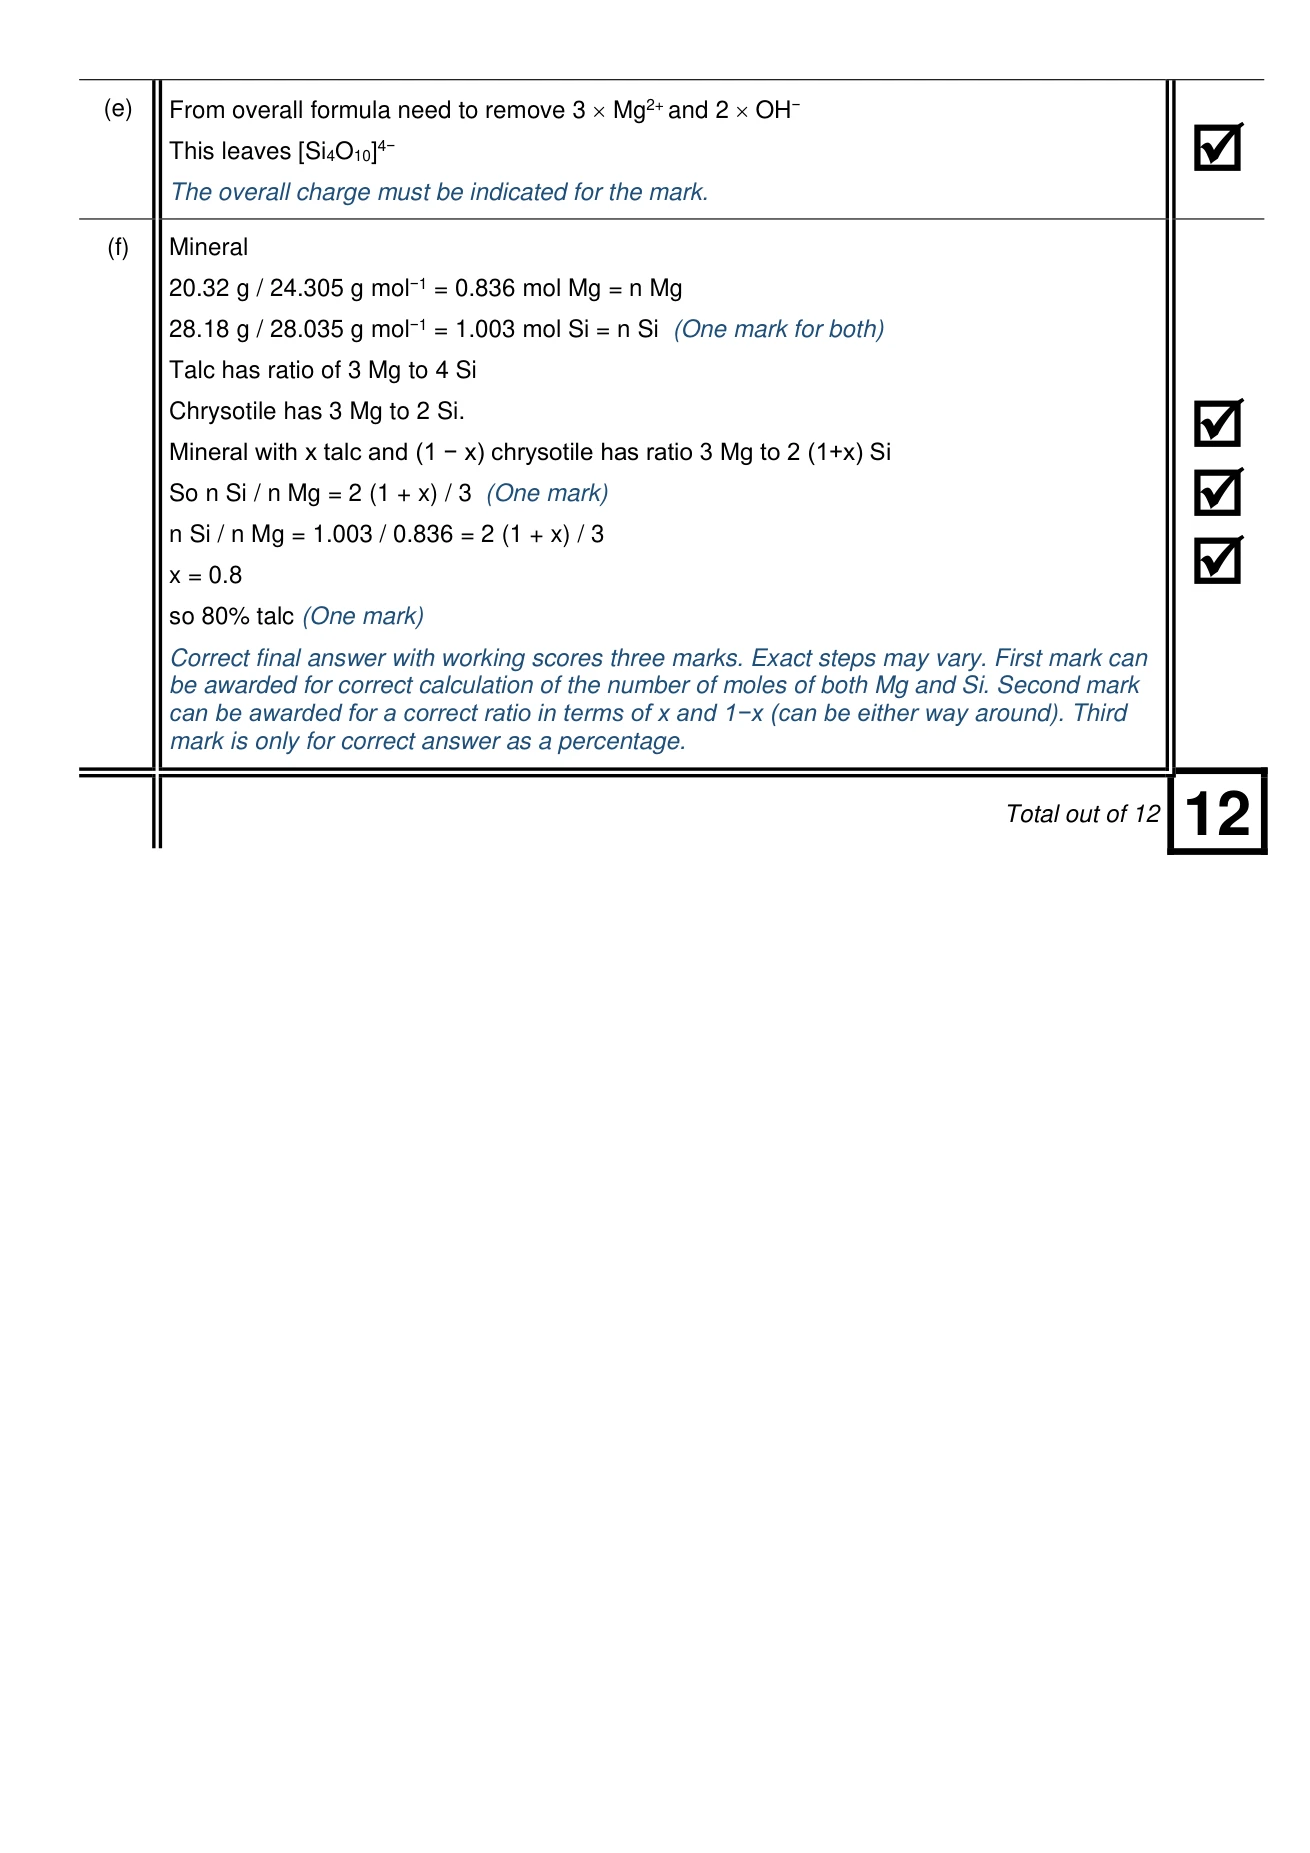 (e) From overall formula need to remove 3 × Mg²⁺ and 2 × OH⁻
This leaves [Si₄O₁₀]⁴⁻
The overall charge must be indicated for the mark.
(f) Mineral
20.32 g / 24.305 g mol⁻¹ = 0.836 mol Mg = n Mg
28.18 g / 28.035 g mol⁻¹ = 1.003 mol Si = n Si (One mark for both)
Talc has ratio of 3 Mg to 4 Si
Chrysotile has 3 Mg to 2 Si.
Mineral with x talc and (1 − x) chrysotile has ratio 3 Mg to 2 (1+x) Si
So n Si / n Mg = 2 (1 + x) / 3 (One mark)
n Si / n Mg = 1.003 / 0.836 = 2 (1 + x) / 3
x = 0.8
so 80% talc (One mark)
Correct final answer with working scores three marks. Exact steps may vary. First mark can
be awarded for correct calculation of the number of moles of both Mg and Si. Second mark
can be awarded for a correct ratio in terms of x and 1−x (can be either way around). Third
mark is only for correct answer as a percentage.
Total out of 12 12